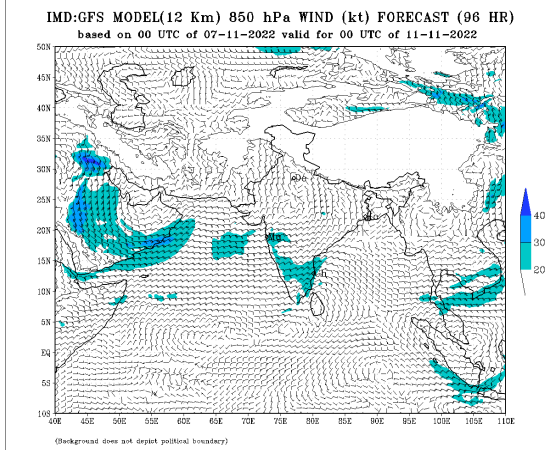 IMD:GFS MODEL(12 Km) 850 hPa WIND (kt) FORECAST (96 HR)
based on 00 UTC of 07-11-2022 valid for 00 UTC of 11-11-2022
50N
45N
40N
35N
30N
25N
20N
15N
10N
5N
EQ
5S
10S
40E 45E 50E 55E 60E 65E 70E 75E 80E 85E 90E 95E 100E 105E 110E
40
30
20
(Background does not depict political boundary)